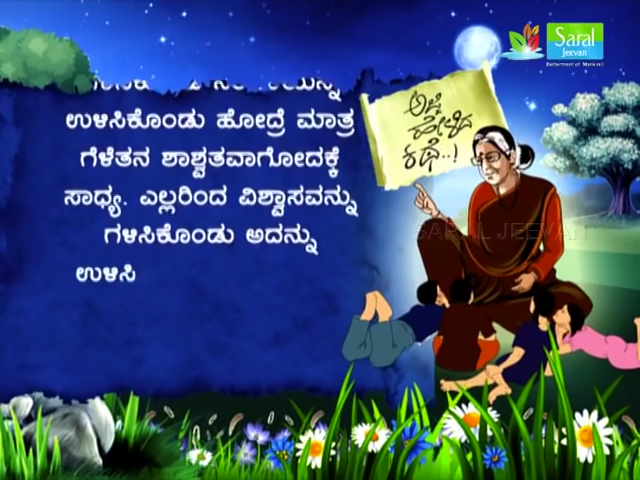 ಉಳಿಸಿಕೊಂಡು ಹೋದ್ರೆ ಮಾತ್ರ
ಗೆಳೆತನ ಶಾಶ್ವತವಾಗೋದಕ್ಕೆ
ಸಾಧ್ಯ. ಎಲ್ಲರಿಂದ ವಿಶ್ವಾಸವನ್ನು
ಗಳಿಸಿಕೊಂಡು ಅದನ್ನು
ಉಳಿಸಿ
ಅಜ್ಜಿ
ಹೇಳಿದ
ಕಥೆ..!
Saral
Jeevan
Betterment of Mankind
SARAL JEEVAN